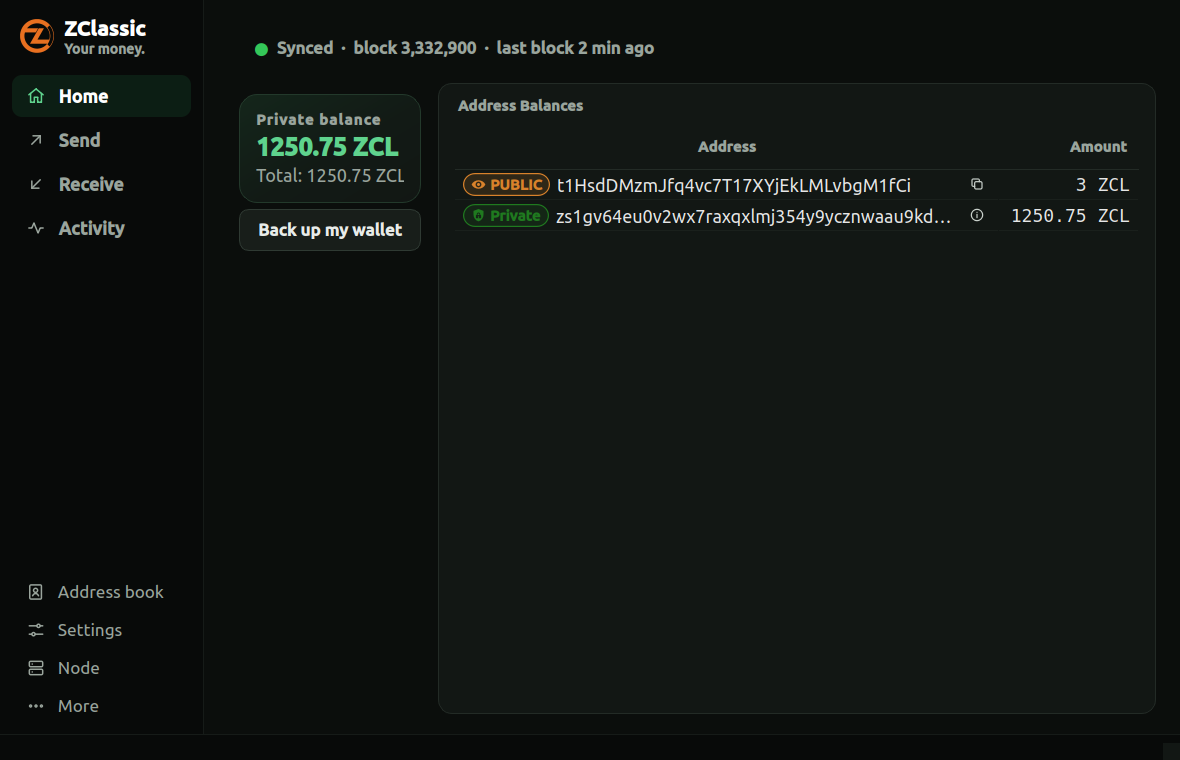 ZClassic
Your money.
Home
Send
Receive
Activity
Address book
Settings
Node
More
Synced · block 3,332,900 · last block 2 min ago
Private balance
1250.75 ZCL
Total: 1250.75 ZCL
Back up my wallet
Address Balances
Address Amount
PUBLIC t1HsdDMzmJfq4vc7T17XYjEkLMLvbgM1fCi 3 ZCL
Private zs1gv64eu0v2wx7raxqxlmj354y9ycznwaau9kd... 1250.75 ZCL